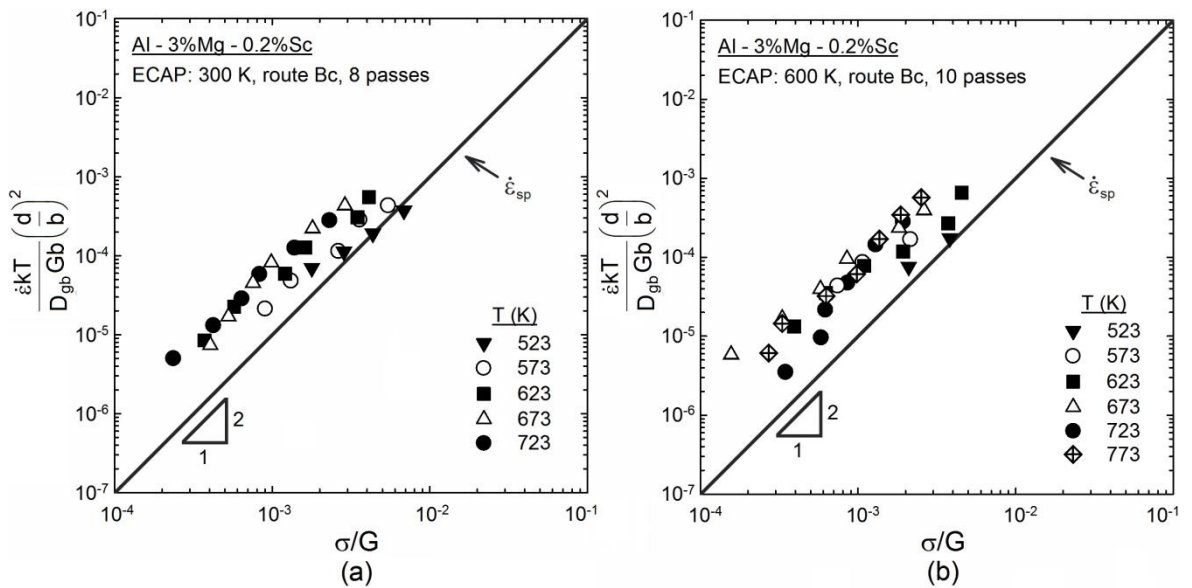 Al - 3%Mg - 0.2%Sc
ECAP: 300 K, route Bc, 8 passes
10⁻¹
10⁻²
10⁻³
10⁻⁴
10⁻⁵
10⁻⁶
10⁻⁷
ε̇kT
D_gb Gb
(d/b)²
ε̇_sp
T (K)
523
573
623
673
723
2
1
10⁻⁴ 10⁻³ 10⁻² 10⁻¹
σ/G
(a)
Al - 3%Mg - 0.2%Sc
ECAP: 600 K, route Bc, 10 passes
10⁻¹
10⁻²
10⁻³
10⁻⁴
10⁻⁵
10⁻⁶
10⁻⁷
ε̇kT
D_gb Gb
(d/b)²
ε̇_sp
T (K)
523
573
623
673
723
773
2
1
10⁻⁴ 10⁻³ 10⁻² 10⁻¹
σ/G
(b)